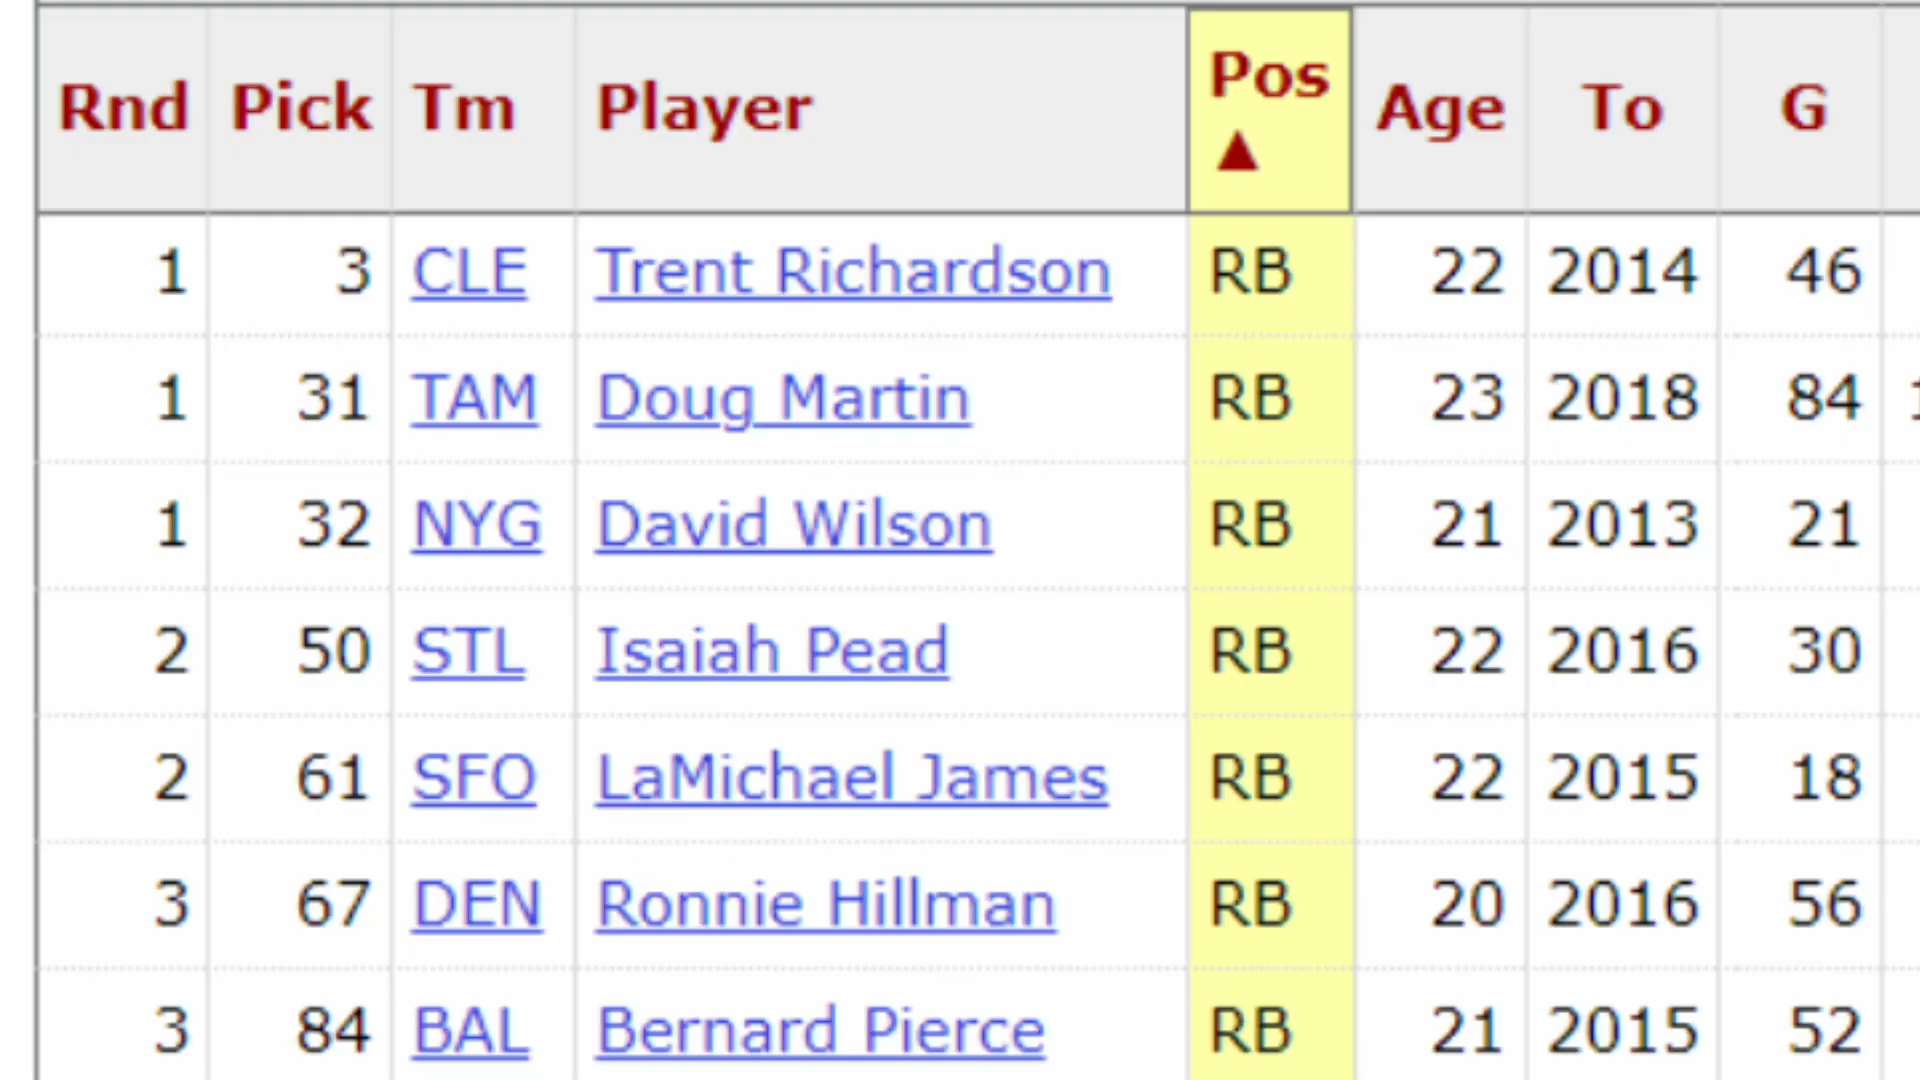 Rnd Pick Tm Player Pos ▲ Age To G
1 3 CLE Trent Richardson RB 22 2014 46
1 31 TAM Doug Martin RB 23 2018 84
1 32 NYG David Wilson RB 21 2013 21
2 50 STL Isaiah Pead RB 22 2016 30
2 61 SFO LaMichael James RB 22 2015 18
3 67 DEN Ronnie Hillman RB 20 2016 56
3 84 BAL Bernard Pierce RB 21 2015 52